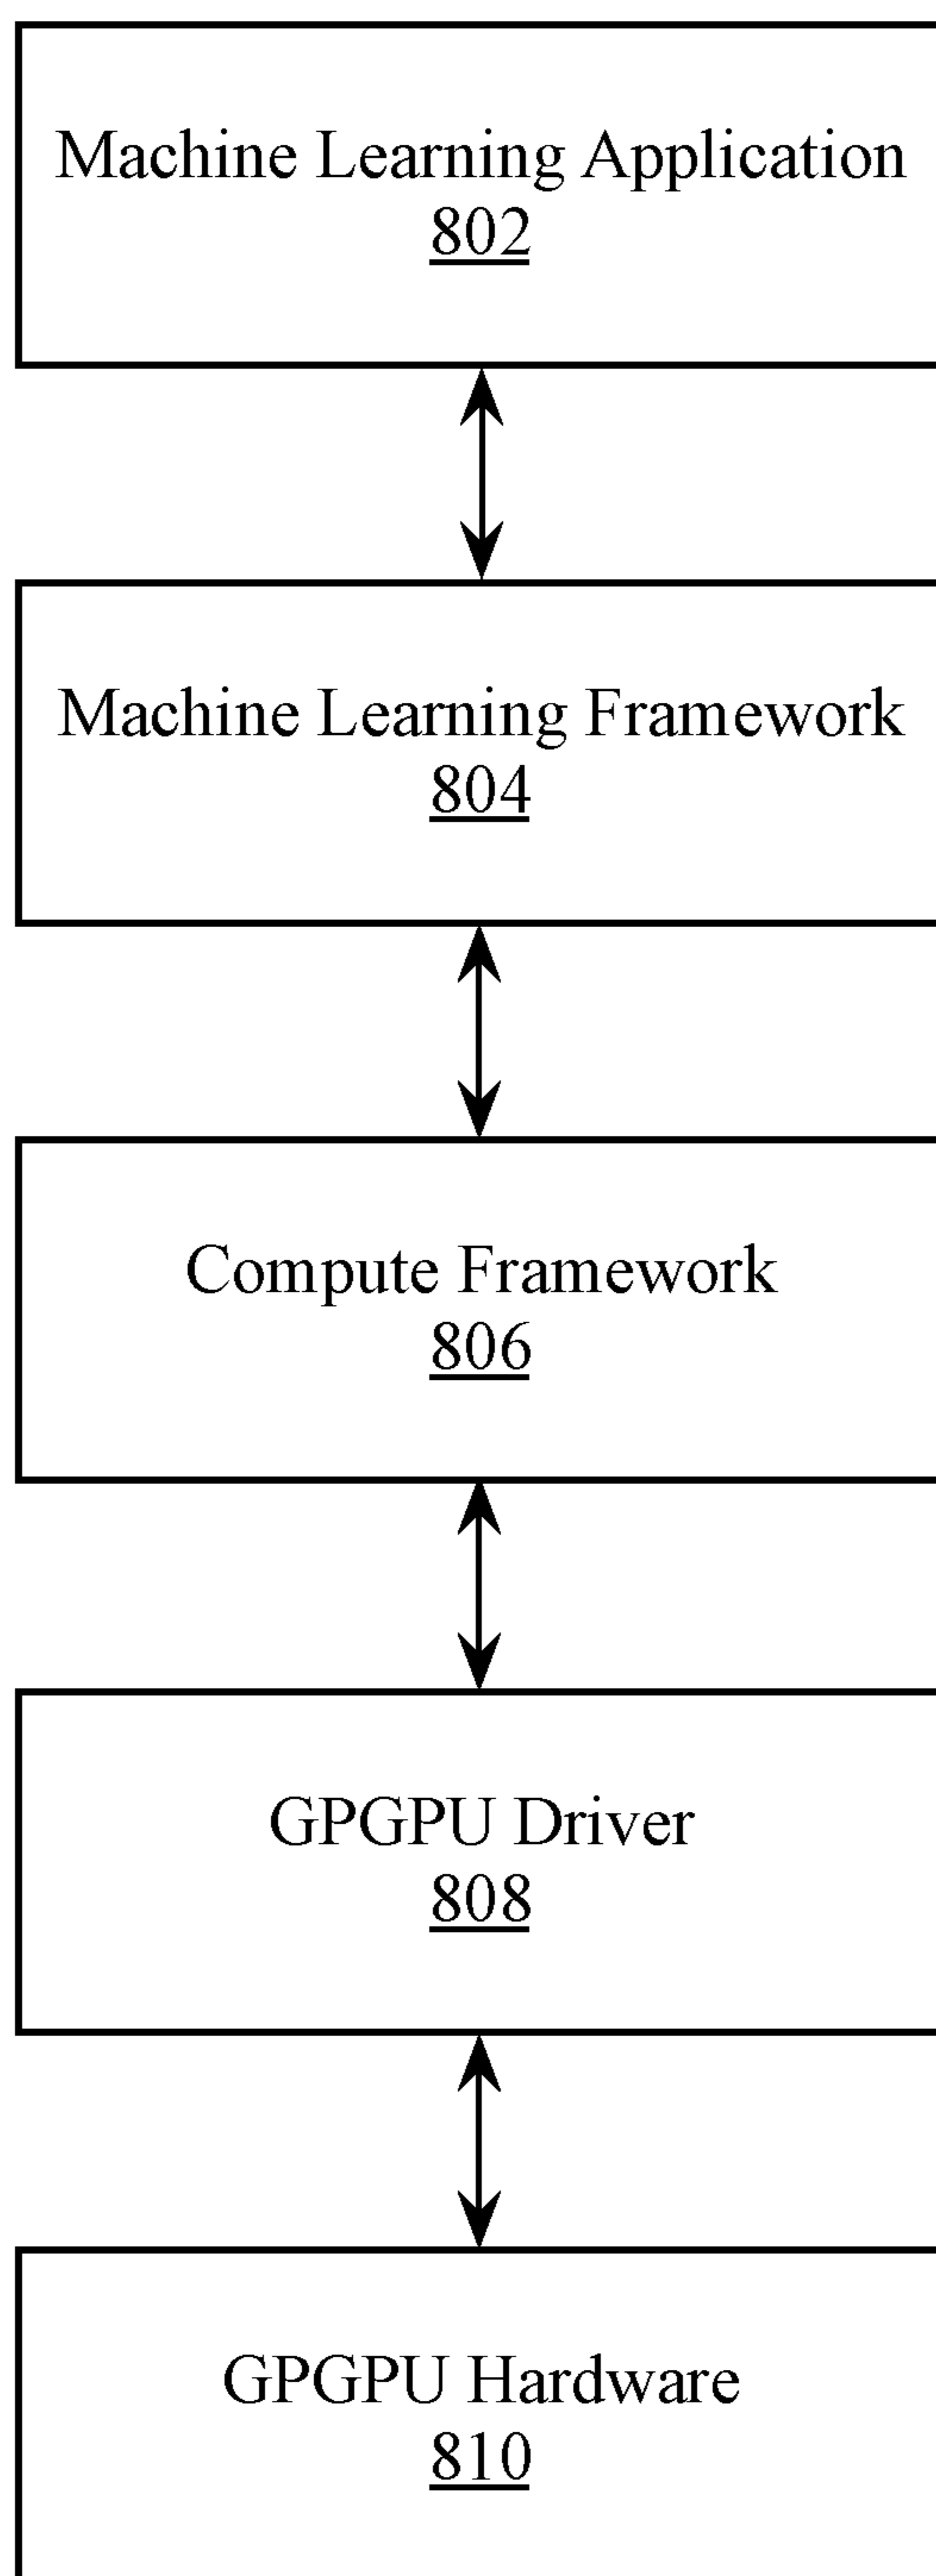 Machine Learning Application
802
Machine Learning Framework
804
Compute Framework
806
GPGPU Driver
808
GPGPU Hardware
810